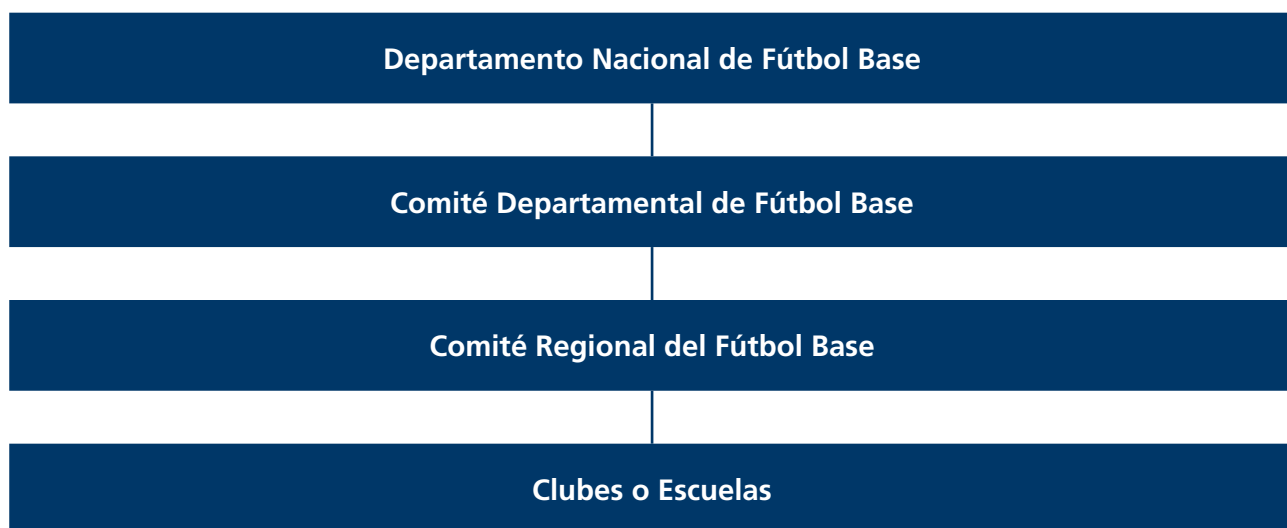 Departamento Nacional de Fútbol Base
Comité Departamental de Fútbol Base
Comité Regional del Fútbol Base
Clubes o Escuelas